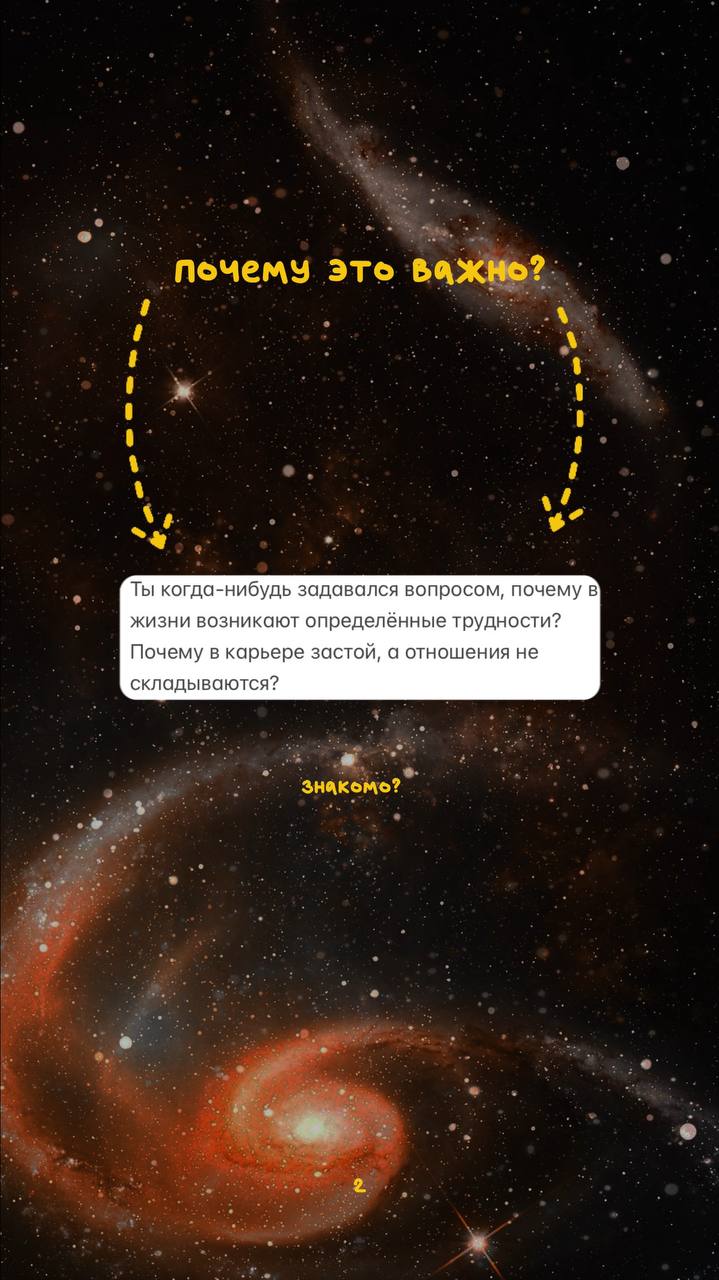 почему это важно?
Ты когда-нибудь задавался вопросом, почему в
жизни возникают определённые трудности?
Почему в карьере застой, а отношения не
складываются?
знакомо?
2